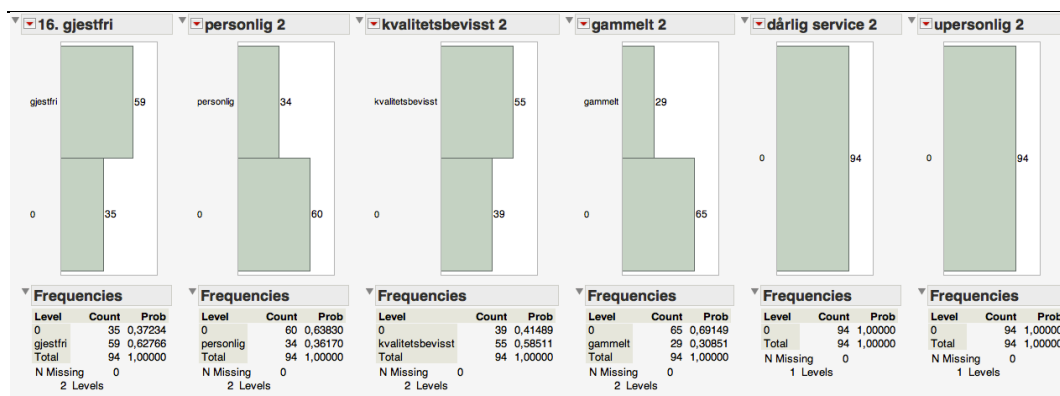 16. gjestfri
gjestfri 59
0 35
Frequencies
Level Count Prob
0 35 0,37234
gjestfri 59 0,62766
Total 94 1,00000
N Missing 0
2 Levels
personlig 2
personlig 34
0 60
Frequencies
Level Count Prob
0 60 0,63830
personlig 34 0,36170
Total 94 1,00000
N Missing 0
2 Levels
kvalitetsbevisst 2
kvalitetsbevisst 55
0 39
Frequencies
Level Count Prob
0 39 0,41489
kvalitetsbevisst 55 0,58511
Total 94 1,00000
N Missing 0
2 Levels
gammelt 2
gammelt 29
0 65
Frequencies
Level Count Prob
0 65 0,69149
gammelt 29 0,30851
Total 94 1,00000
N Missing 0
2 Levels
dårlig service 2
0 94
Frequencies
Level Count Prob
0 94 1,00000
Total 94 1,00000
N Missing 0
1 Levels
upersonlig 2
0 94
Frequencies
Level Count Prob
0 94 1,00000
Total 94 1,00000
N Missing 0
1 Levels